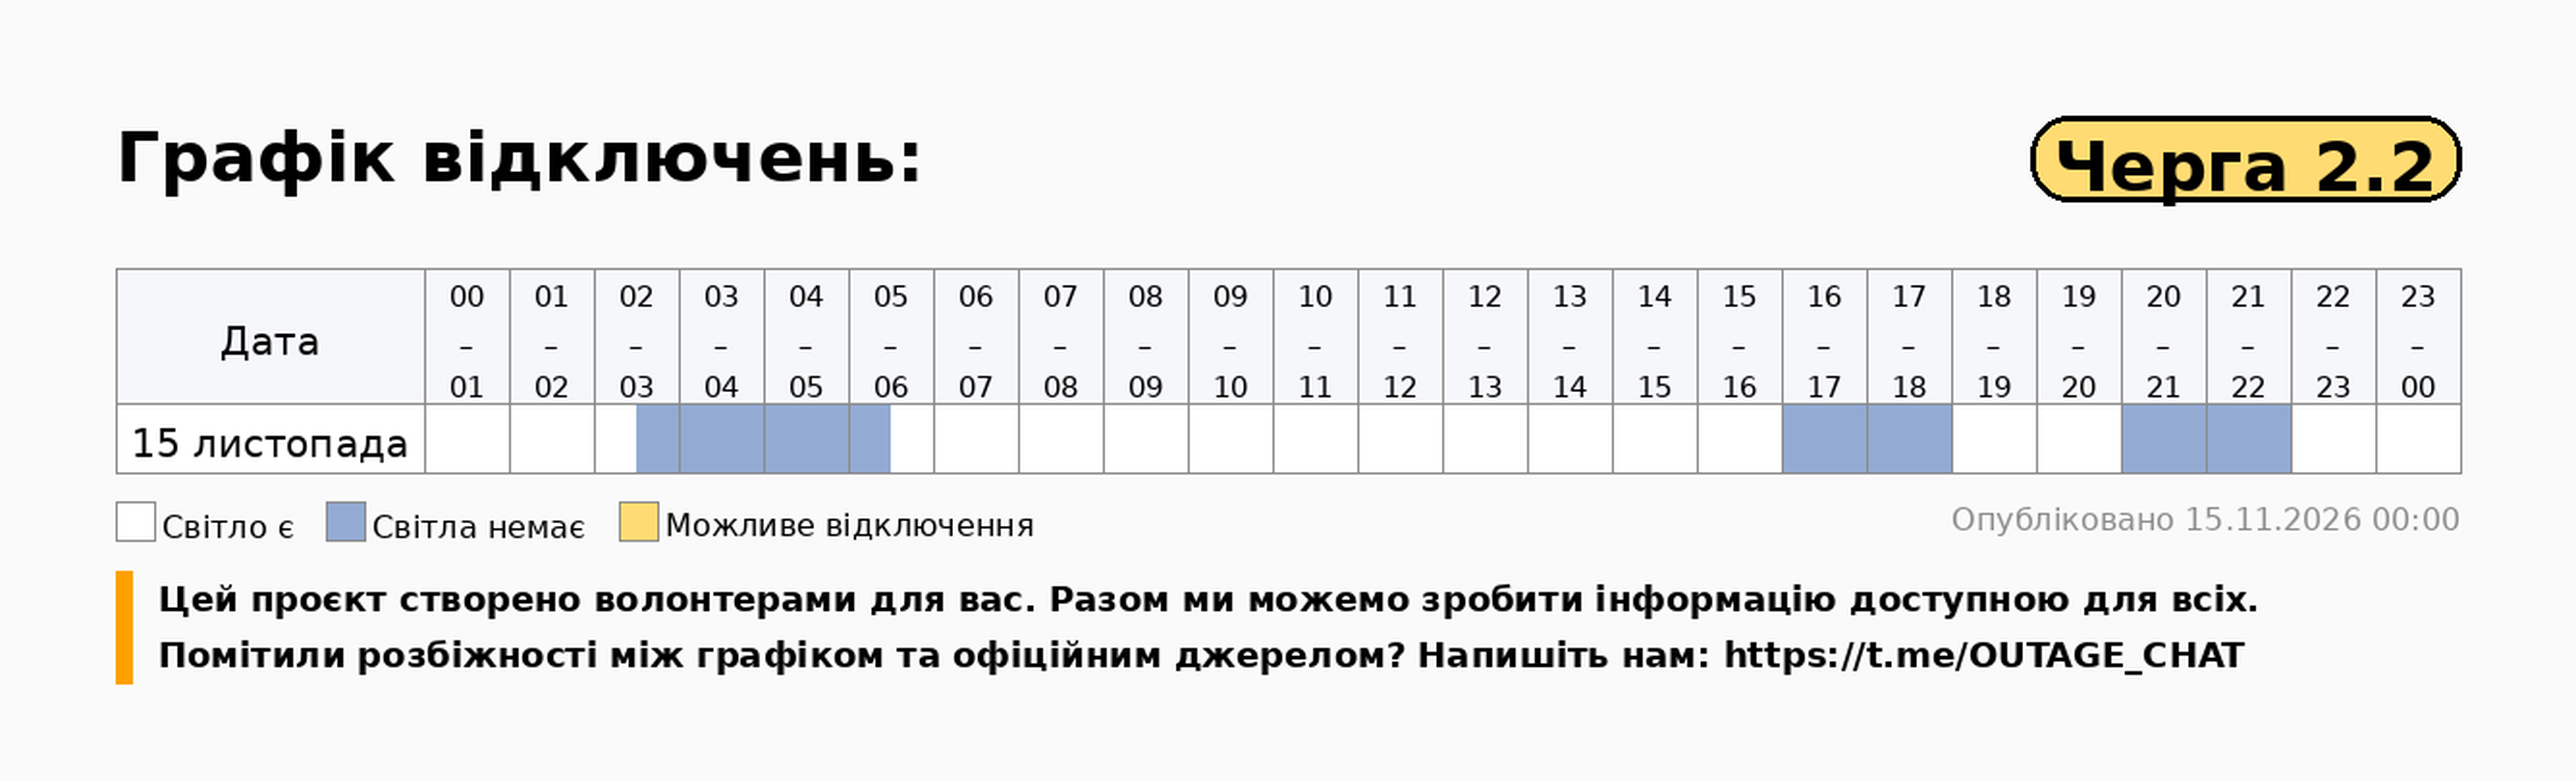 Графік відключень:
Черга 2.2
Дата 00 – 01 01 – 02 02 – 03 03 – 04 04 – 05 05 – 06 06 – 07 07 – 08 08 – 09 09 – 10 10 – 11 11 – 12 12 – 13 13 – 14 14 – 15 15 – 16 16 – 17 17 – 18 18 – 19 19 – 20 20 – 21 21 – 22 22 – 23 23 – 00
15 листопада
Світло є Світла немає Можливе відключення
Опубліковано 15.11.2026 00:00
Цей проєкт створено волонтерами для вас. Разом ми можемо зробити інформацію доступною для всіх.
Помітили розбіжності між графіком та офіційним джерелом? Напишіть нам: https://t.me/OUTAGE_CHAT